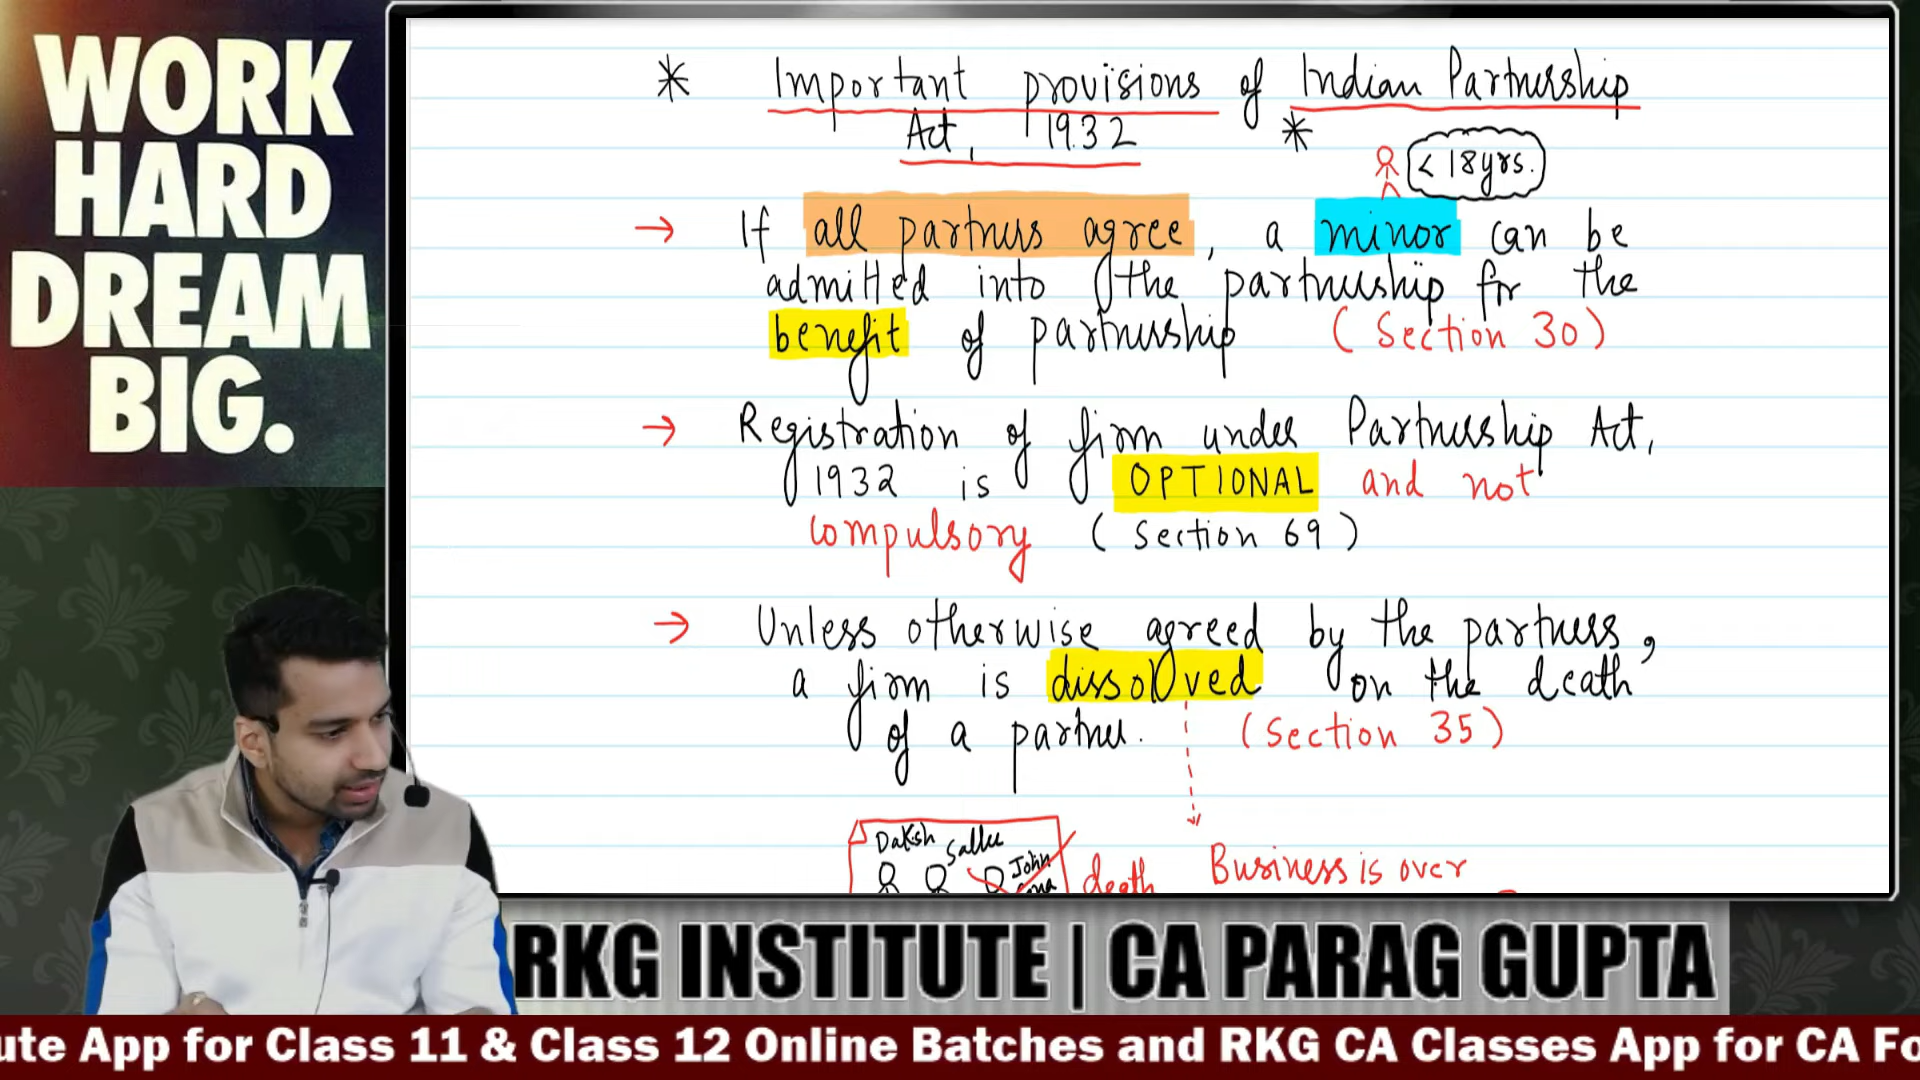 WORK
HARD
DREAM
BIG.
* Important provisions of Indian Partnership
Act, 1932 *
< 18yrs.
→ If all partners agree, a minor can be
admitted into the partnership for the
benefit of partnership (Section 30)
→ Registration of firm under Partnership Act,
1932 is OPTIONAL and not
compulsory (Section 69)
→ Unless otherwise agreed by the partners,
a firm is dissolved on the death
of a partner. (Section 35)
Daksh Sallu John
death Business is over
RKG INSTITUTE | CA PARAG GUPTA
ute App for Class 11 & Class 12 Online Batches and RKG CA Classes App for CA Fo